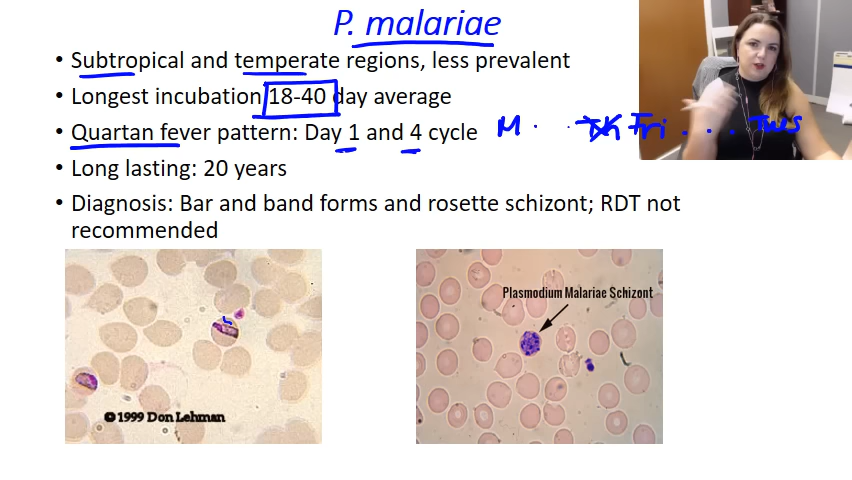 P. malariae
• Subtropical and temperate regions, less prevalent
• Longest incubation 18-40 day average
• Quartan fever pattern: Day 1 and 4 cycle M . . Fri . . . Tues
• Long lasting: 20 years
• Diagnosis: Bar and band forms and rosette schizont; RDT not
recommended
Plasmodium Malariae Schizont
© 1999 Don Lehman